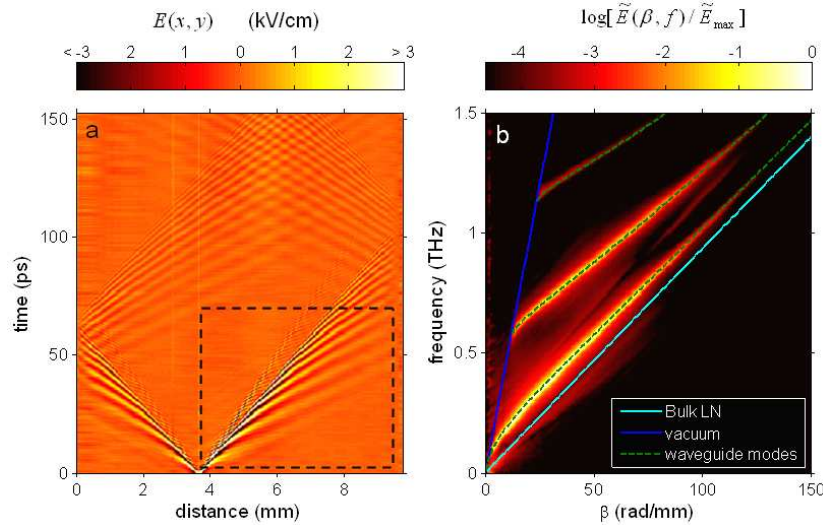 E(x, y) (kV/cm)
< -3 2 1 0 1 2 > 3
log[ Ẽ(β, f) / Ẽmax ]
-4 -3 -2 -1 0
a
150
100
50
0
time (ps)
0 2 4 6 8
distance (mm)
b
1.5
1
0.5
0
frequency (THz)
Bulk LN
vacuum
waveguide modes
0 50 100 150
β (rad/mm)